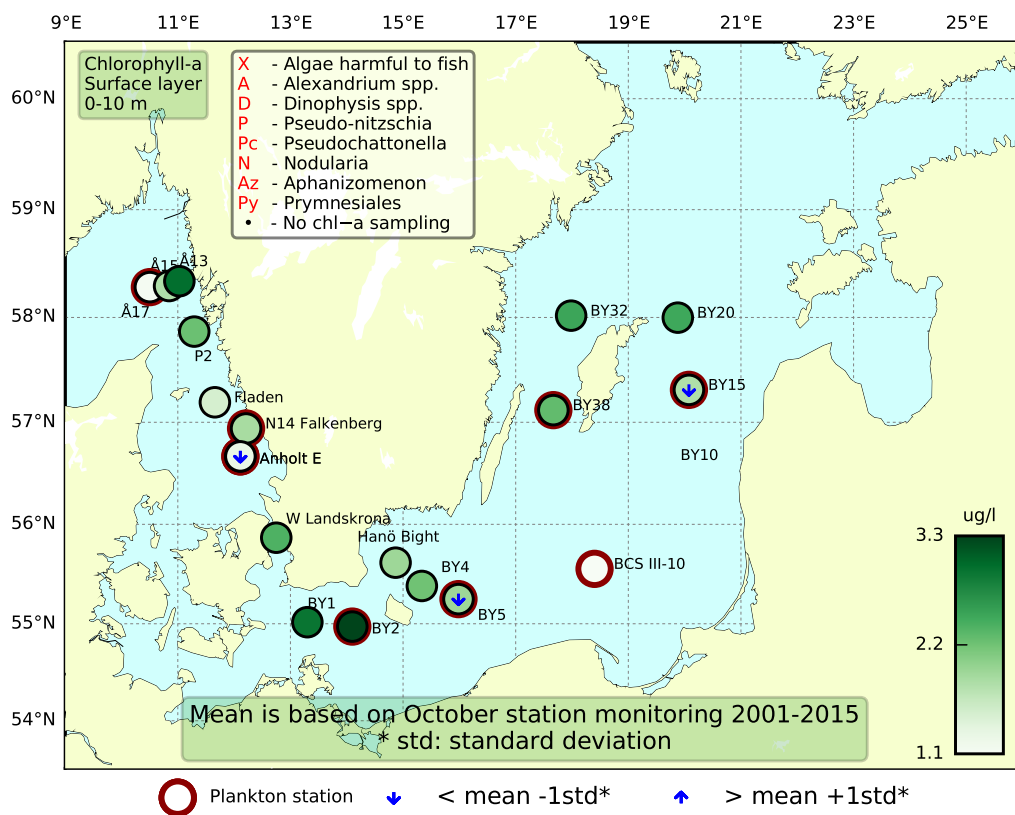 9°E 11°E 13°E 15°E 17°E 19°E 21°E 23°E 25°E
Chlorophyll-a
Surface layer
0-10 m
X - Algae harmful to fish
A - Alexandrium spp.
D - Dinophysis spp.
P - Pseudo-nitzschia
Pc - Pseudochattonella
N - Nodularia
Az - Aphanizomenon
Py - Prymnesiales
• - No chl−a sampling
60°N
59°N
58°N
57°N
56°N
55°N
54°N
Å15 Å13
Å17
P2
BY32
BY20
Fladen
BY38
BY15
N14 Falkenberg
Anholt E
BY10
W Landskrona
Hanö Bight
BY4
BCS III-10
BY1
BY5
BY2
ug/l
3.3
2.2
1.1
Mean is based on October station monitoring 2001-2015
* std: standard deviation
Plankton station < mean -1std* > mean +1std*